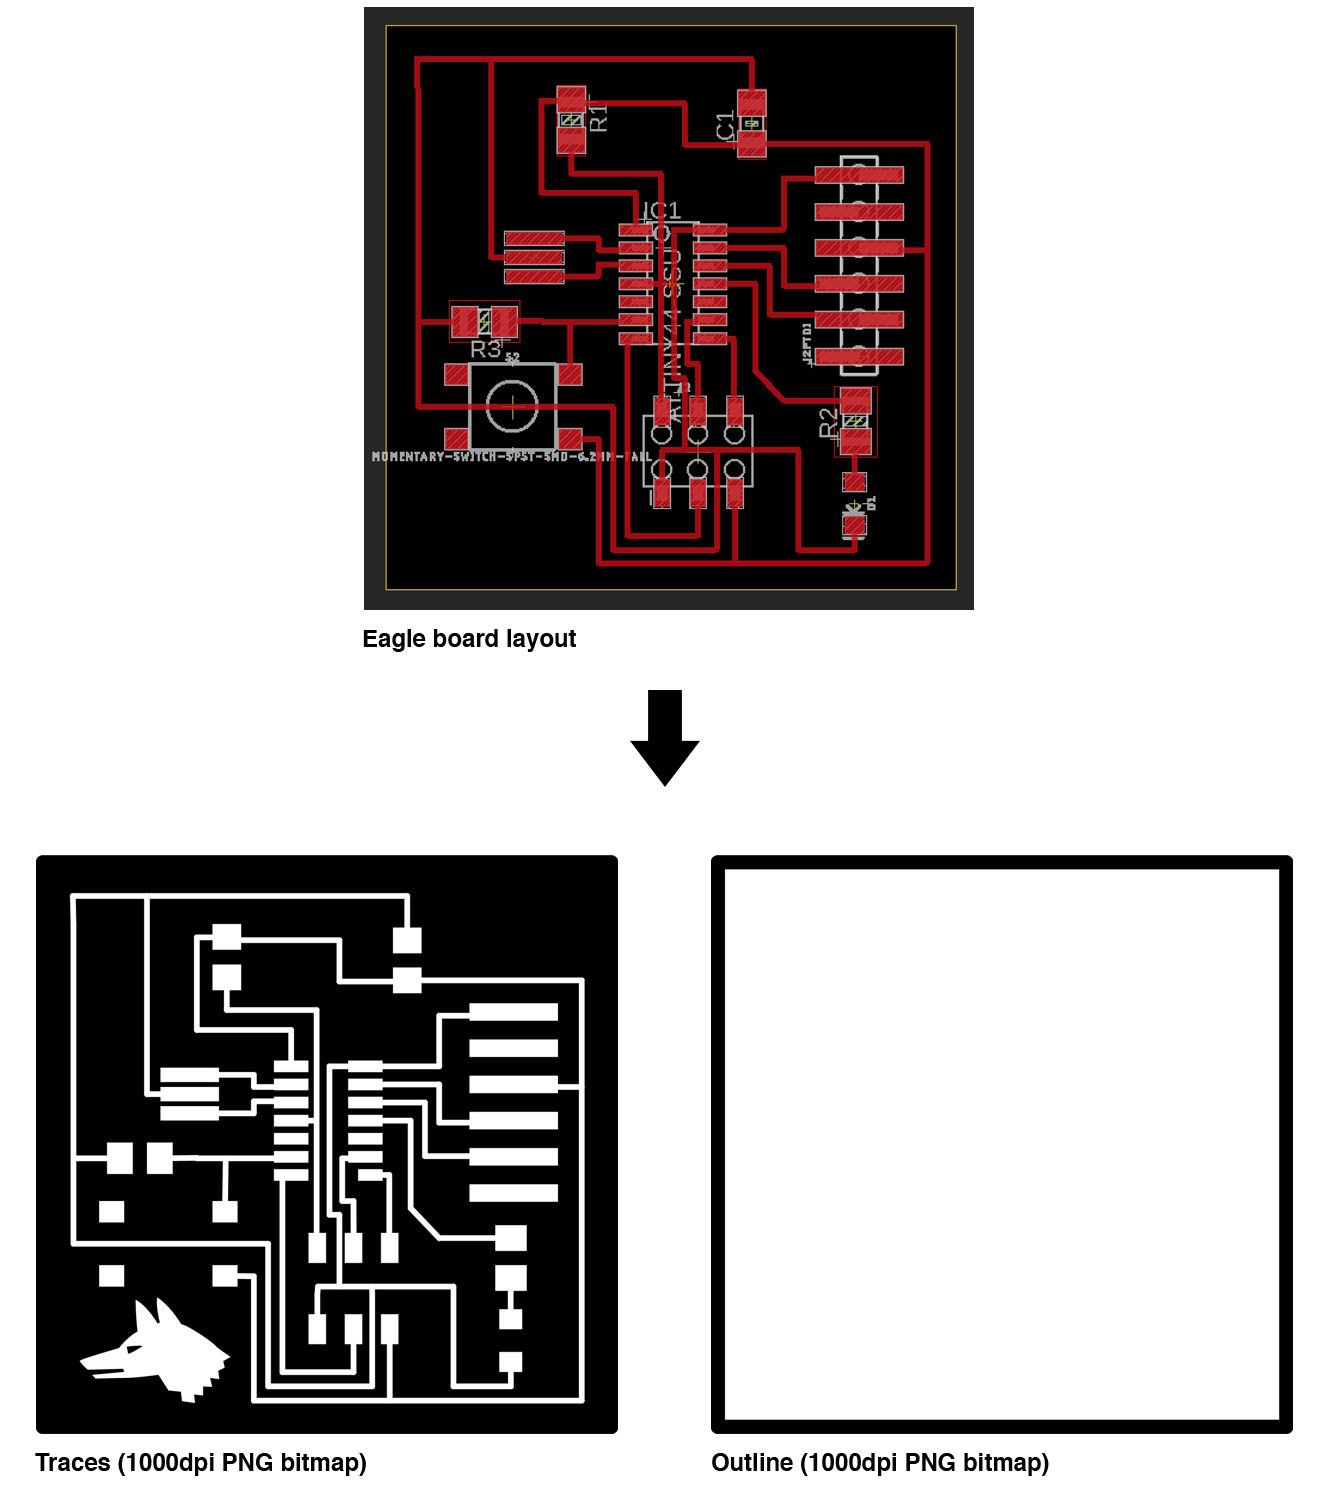 R1
C1
IC1
ATTINY44-SSU
J2FTDI
R3
S2
R2
MOMENTARY-SWITCH-SPST-SMD-6.2MM-TALL
D1
Eagle board layout
Traces (1000dpi PNG bitmap)
Outline (1000dpi PNG bitmap)